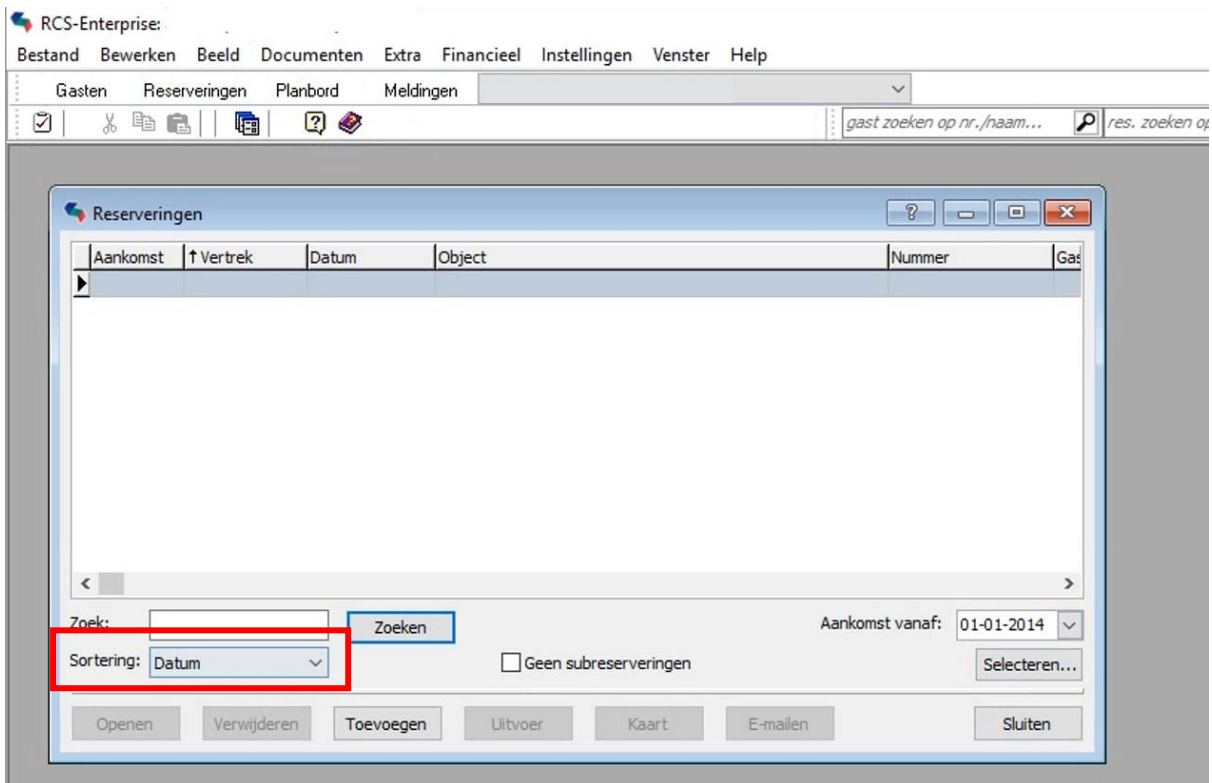 RCS-Enterprise:
Bestand Bewerken Beeld Documenten Extra Financieel Instellingen Venster Help
Gasten Reserveringen Planbord Meldingen
gast zoeken op nr./naam... res. zoeken op
Reserveringen
Aankomst ↑ Vertrek Datum Object Nummer Gas
Zoek: Zoeken Aankomst vanaf: 01-01-2014
Sortering: Datum Geen subreserveringen Selecteren...
Openen Verwijderen Toevoegen Uitvoer Kaart E-mailen Sluiten